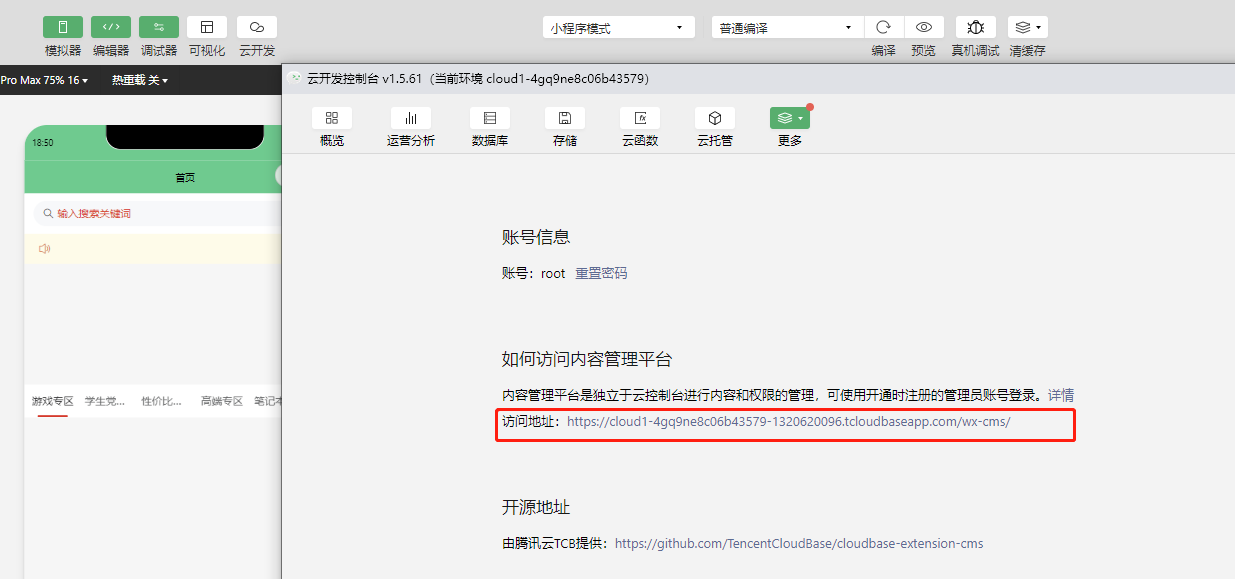 模拟器 编辑器 调试器 可视化 云开发
小程序模式 普通编译
编译 预览 真机调试 清缓存
Pro Max 75% 16 热重载 关
云开发控制台 v1.5.61（当前环境 cloud1-4gq9ne8c06b43579）
概览 运营分析 数据库 存储 云函数 云托管 更多
18:50
首页
输入搜索关键词
游戏专区 学生党... 性价比... 高端专区 笔记本
账号信息
账号：root 重置密码
如何访问内容管理平台
内容管理平台是独立于云控制台进行内容和权限的管理，可使用开通时注册的管理员账号登录。详情
访问地址：https://cloud1-4gq9ne8c06b43579-1320620096.tcloudbaseapp.com/wx-cms/
开源地址
由腾讯云TCB提供：https://github.com/TencentCloudBase/cloudbase-extension-cms